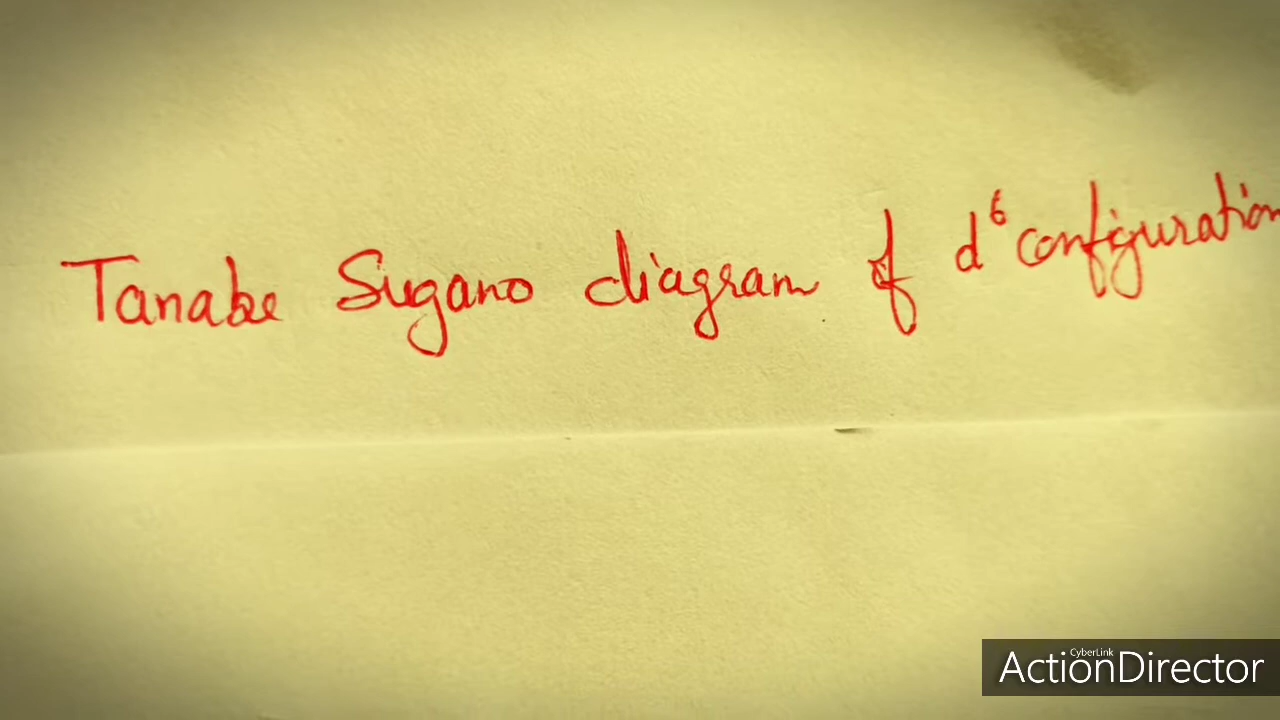 Tanabe Sugano diagram of d⁶ configuration
CyberLink
ActionDirector